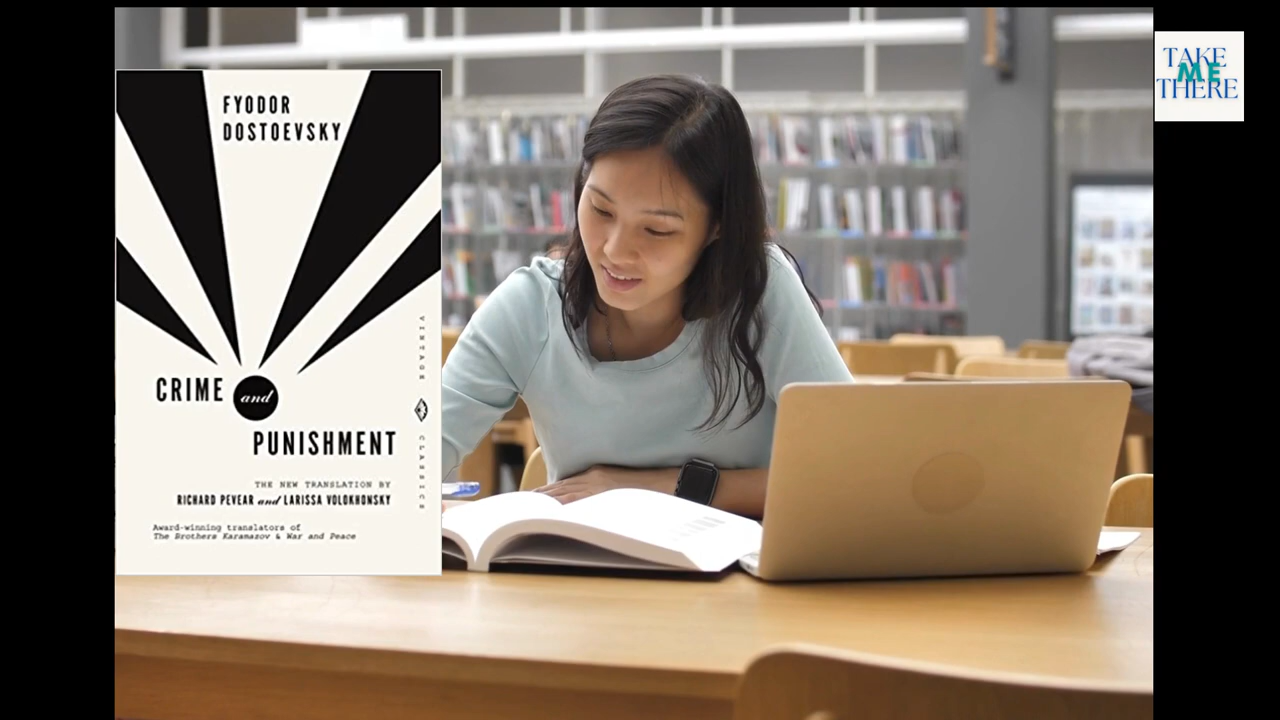 FYODOR
DOSTOEVSKY
CRIME and
PUNISHMENT
THE NEW TRANSLATION BY
RICHARD PEVEAR and LARISSA VOLOKHONSKY
Award-winning translators of
The Brothers Karamazov & War and Peace
VINTAGE CLASSICS
TAKE
ME
THERE